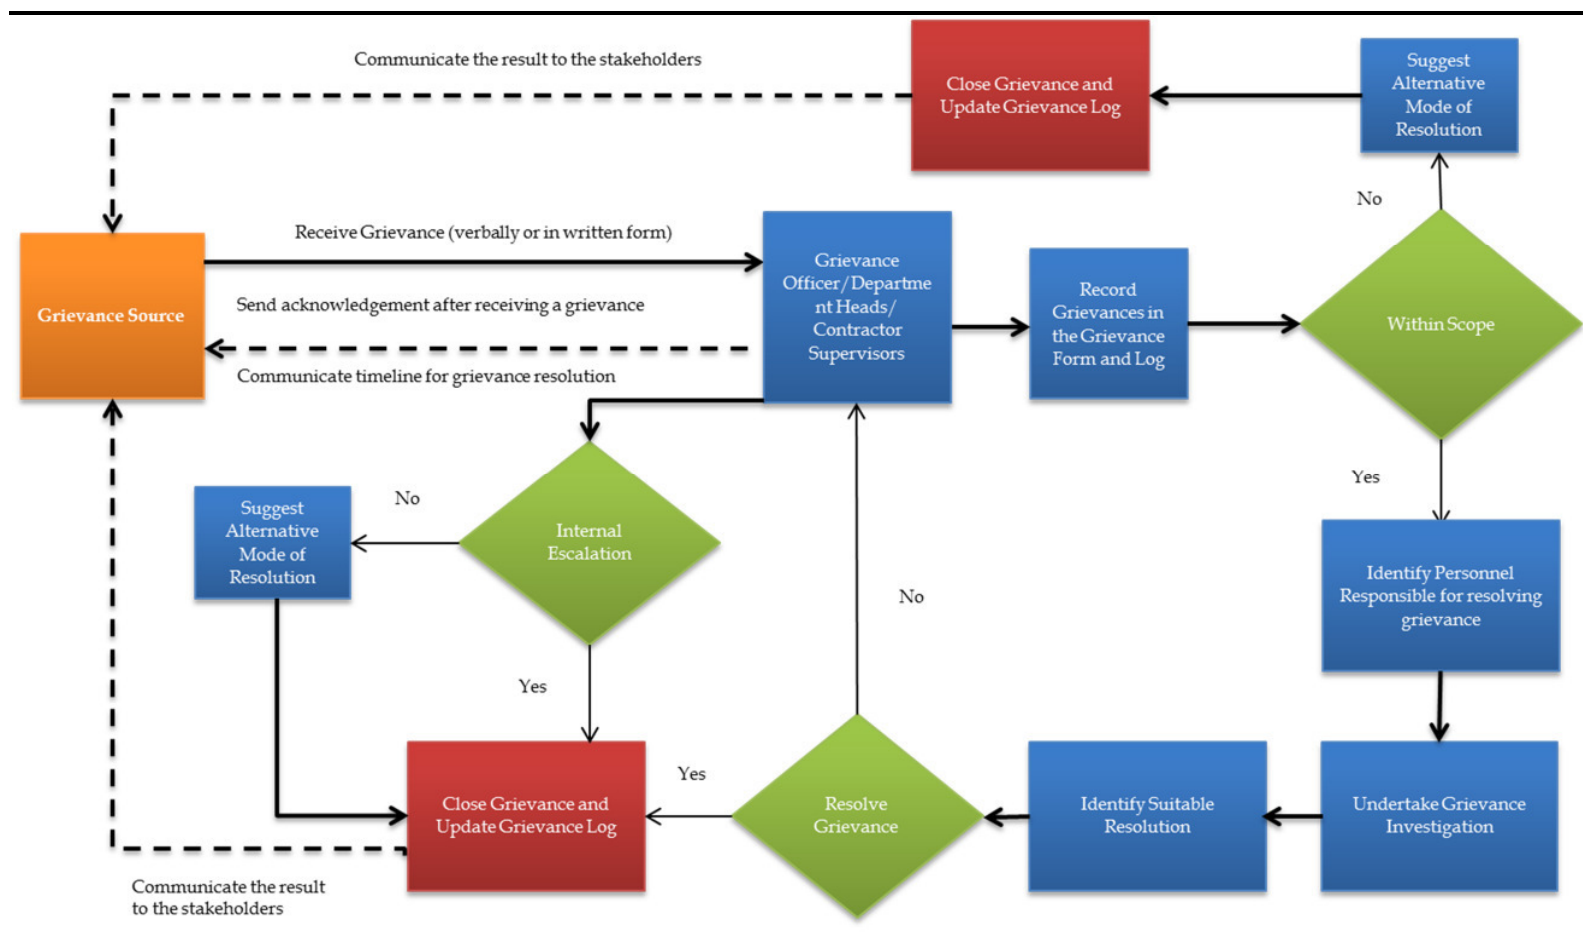 Communicate the result to the stakeholders
Close Grievance and
Update Grievance Log
Suggest
Alternative
Mode of
Resolution
No
Receive Grievance (verbally or in written form)
Grievance Source
Send acknowledgement after receiving a grievance
Communicate timeline for grievance resolution
Grievance
Officer/Departme
nt Heads/
Contractor
Supervisors
Record
Grievances in
the Grievance
Form and Log
Within Scope
Yes
Suggest
Alternative
Mode of
Resolution
No
Internal
Escalation
No
Identify Personnel
Responsible for resolving
grievance
Yes
Close Grievance and
Update Grievance Log
Yes
Resolve
Grievance
Identify Suitable
Resolution
Undertake Grievance
Investigation
Communicate the result
to the stakeholders